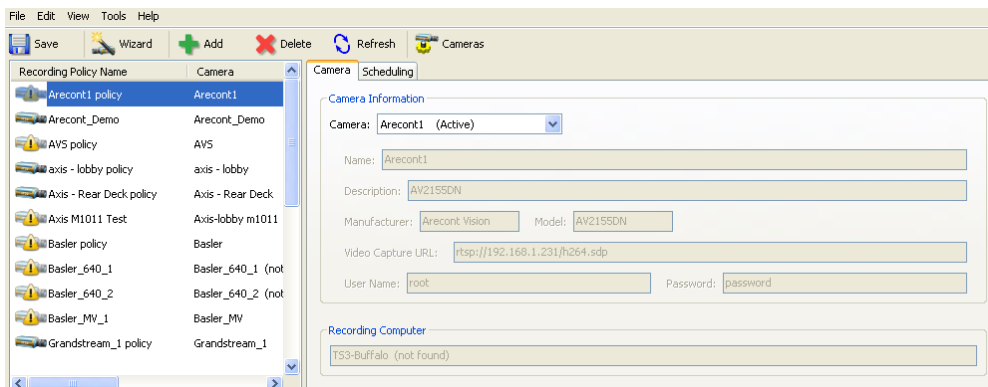 File Edit View Tools Help
Save Wizard Add Delete Refresh Cameras
Recording Policy Name Camera
Arecont1 policy Arecont1
Arecont_Demo Arecont_Demo
AVS policy AVS
axis - lobby policy axis - lobby
Axis - Rear Deck policy Axis - Rear Deck
Axis M1011 Test Axis-lobby m1011
Basler policy Basler
Basler_640_1 Basler_640_1 (not
Basler_640_2 Basler_640_2 (not
Basler_MV_1 Basler_MV
Grandstream_1 policy Grandstream_1
Camera Scheduling
Camera Information
Camera: Arecont1 (Active)
Name: Arecont1
Description: AV2155DN
Manufacturer: Arecont Vision Model: AV2155DN
Video Capture URL: rtsp://192.168.1.231/h264.sdp
User Name: root Password: password
Recording Computer
TS3-Buffalo (not found)